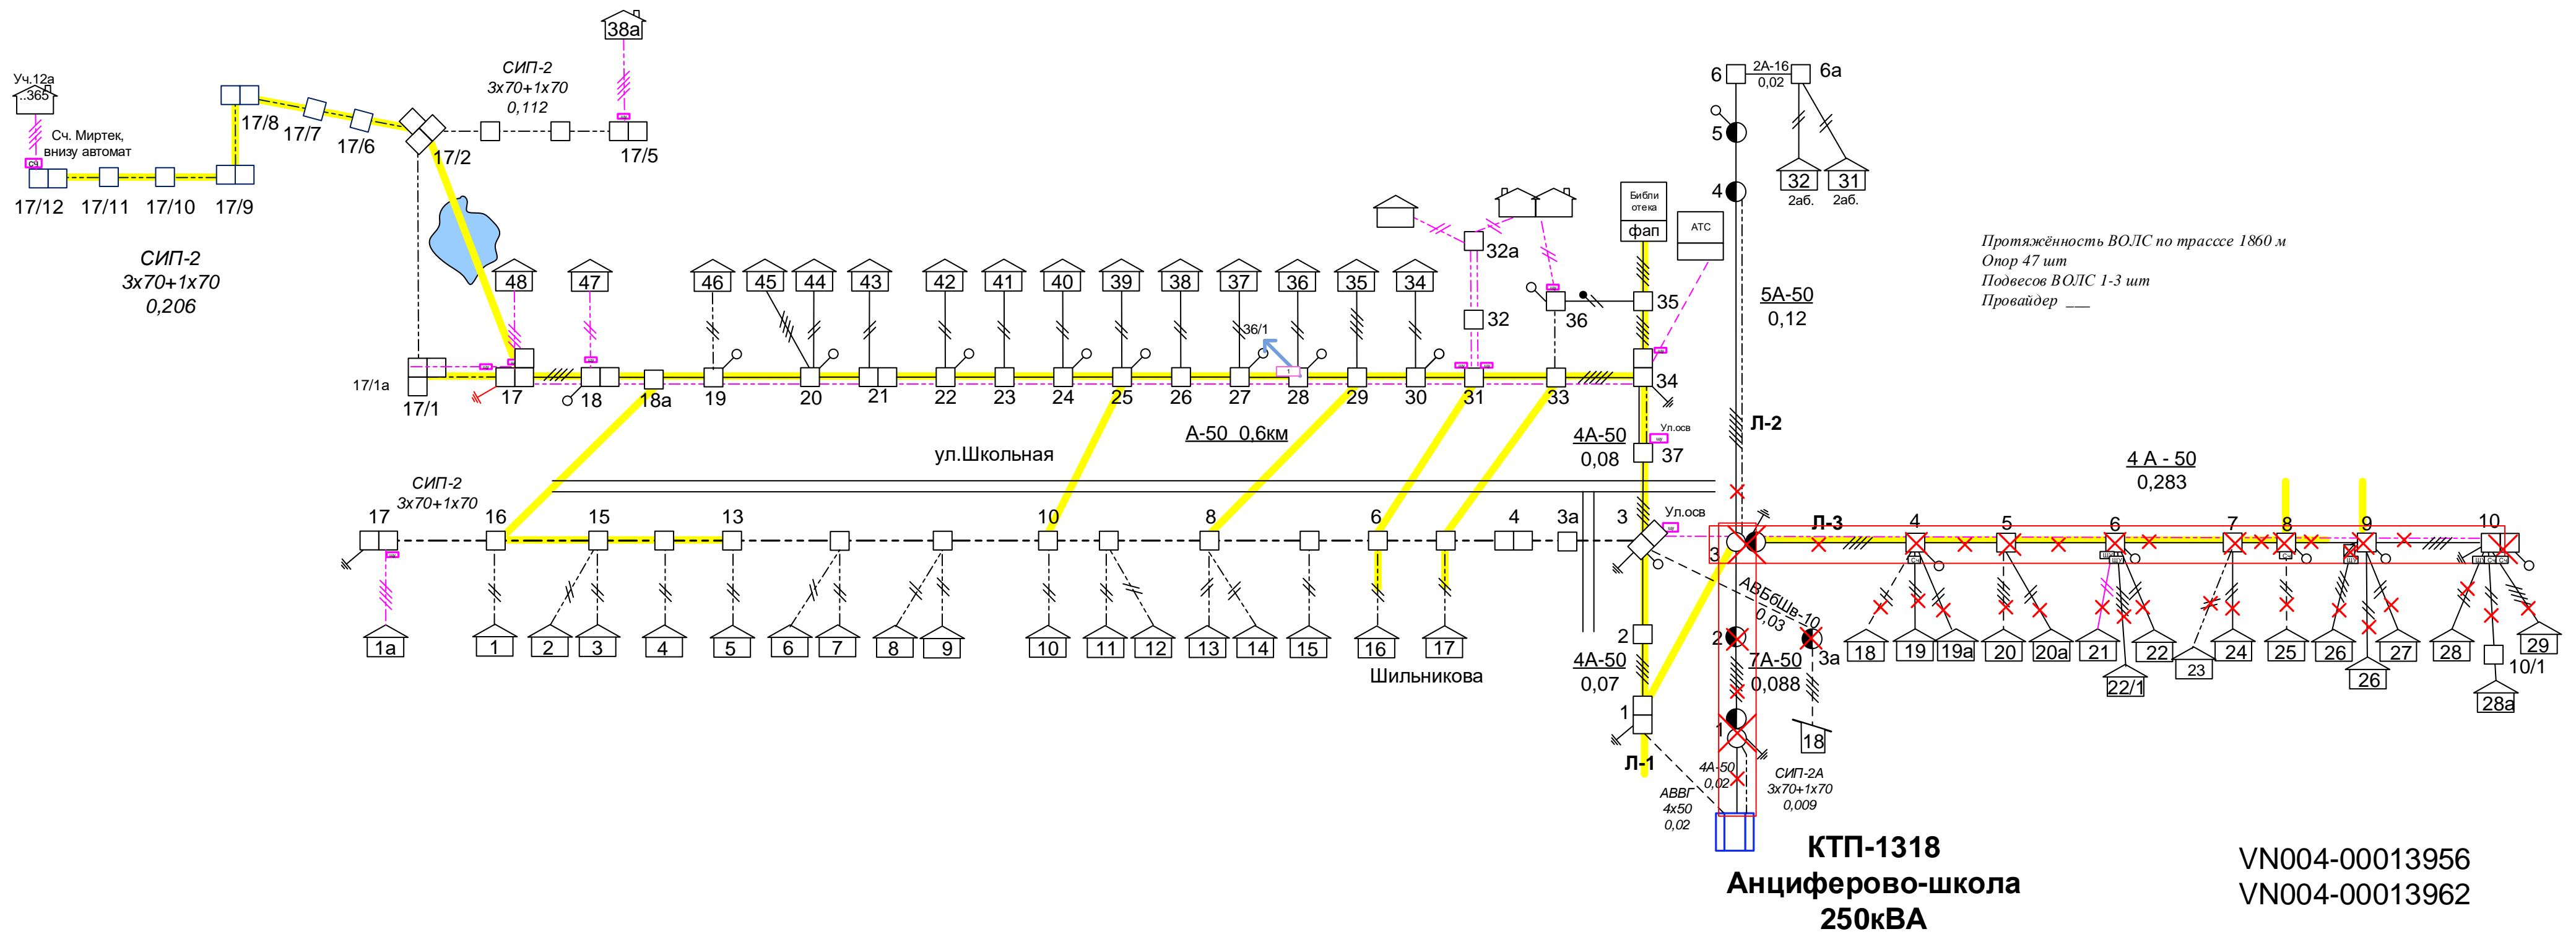 38а
Уч.12а
..365
СЧ
Сч. Миртек,
внизу автомат
17/12
17/11
17/10
17/9
17/8
17/7
17/6
17/2
СИП-2
3х70+1х70
0,112
17/5
СИП-2
3х70+1х70
0,206
48
47
46
45
44
43
42
41
40
39
38
37
36
35
34
36/1
32а
32
36
35
Библи
отека
фап
АТС
6
2А-16
0,02
6а
5
4
32
31
2аб.
2аб.
5А-50
0,12
Л-2
Протяжённость ВОЛС по трасссе 1860 м
Опор 47 шт
Подвесов ВОЛС 1-3 шт
Провайдер ___
17/1а
17/1
17
18
18а
19
20
21
22
23
24
25
26
27
28
29
30
31
33
34
А-50 0,6км
ул.Школьная
4А-50
0,08
Ул.осв
37
СИП-2
3х70+1х70
17
16
15
13
10
8
6
4
3а
3
Ул.осв
1а
1
2
3
4
5
6
7
8
9
10
11
12
13
14
15
16
17
Шильникова
2
4А-50
0,07
1
Л-1
АВБбШв-10
0,03
3
2
7А-50
0,088
1
3а
18
4А-50
0,02
АВВГ
4х50
0,02
СИП-2А
3х70+1х70
0,009
4 А - 50
0,283
Л-3
4
5
6
7
8
9
10
18
19
19а
20
20а
21
22/1
22
23
24
25
26
26
27
28
10/1
28а
29
КТП-1318
Анциферово-школа
250кВА
VN004-00013956
VN004-00013962